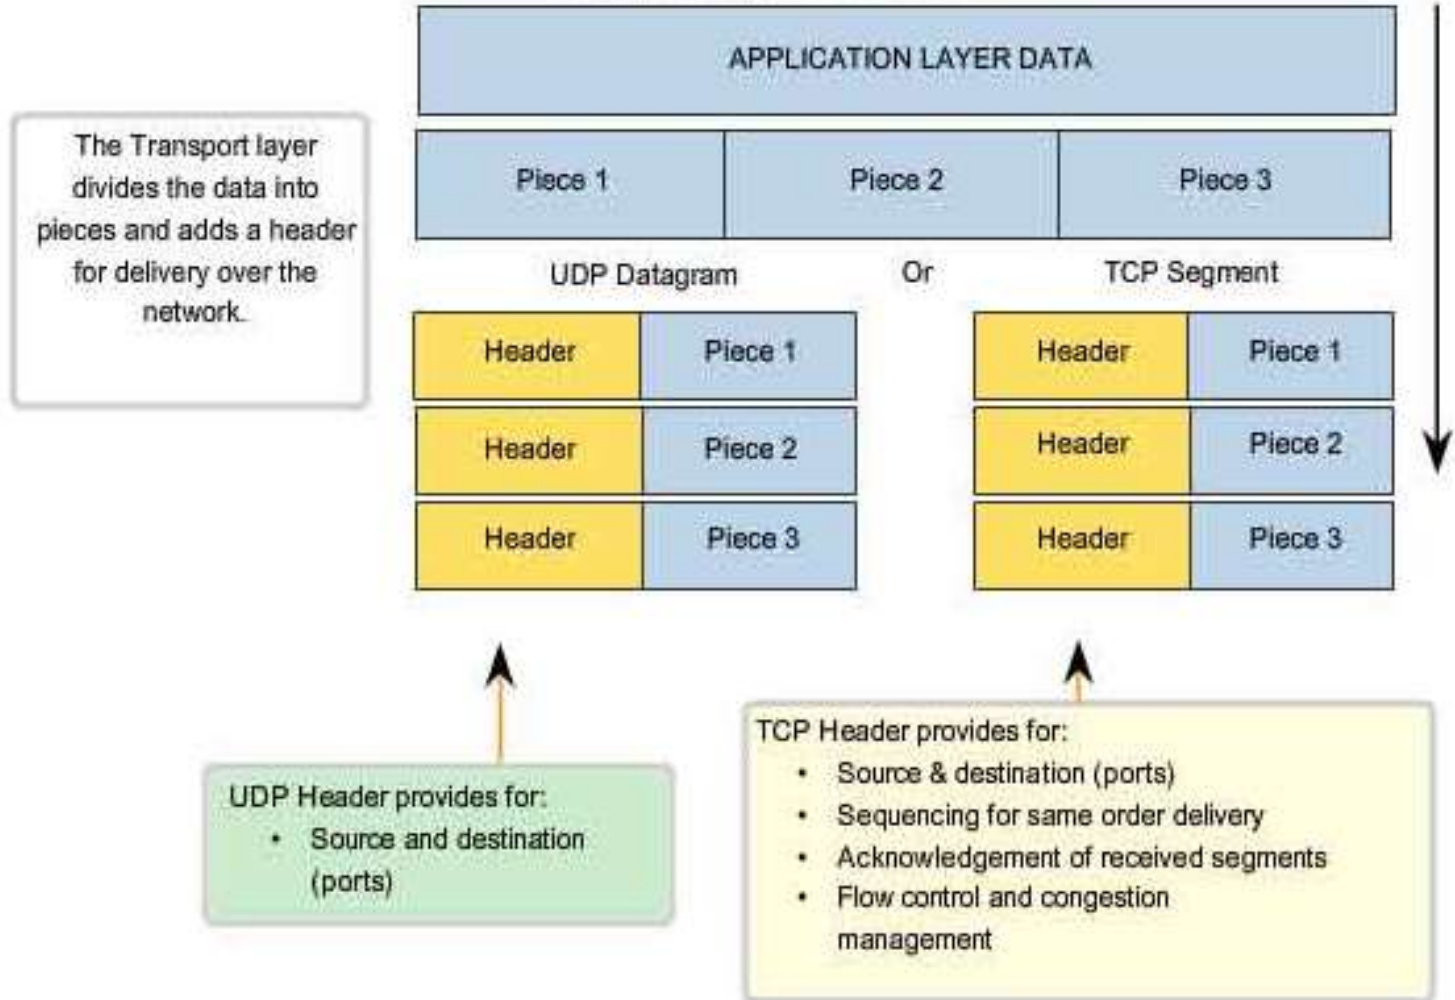 APPLICATION LAYER DATA
The Transport layer
divides the data into
pieces and adds a header
for delivery over the
network.
Piece 1
Piece 2
Piece 3
UDP Datagram
Or
TCP Segment
Header
Piece 1
Header
Piece 2
Header
Piece 3
Header
Piece 1
Header
Piece 2
Header
Piece 3
UDP Header provides for:
• Source and destination
(ports)
TCP Header provides for:
• Source & destination (ports)
• Sequencing for same order delivery
• Acknowledgement of received segments
• Flow control and congestion
management